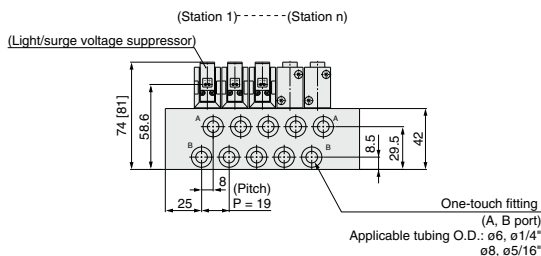 (Station 1)-------(Station n)
(Light/surge voltage suppressor)
74 [81]
58.6
A
A
B
B
8.5
29.5
42
8
(Pitch)
25
P = 19
One-touch fitting
(A, B port)
Applicable tubing O.D.: ø6, ø1/4"
ø8, ø5/16"